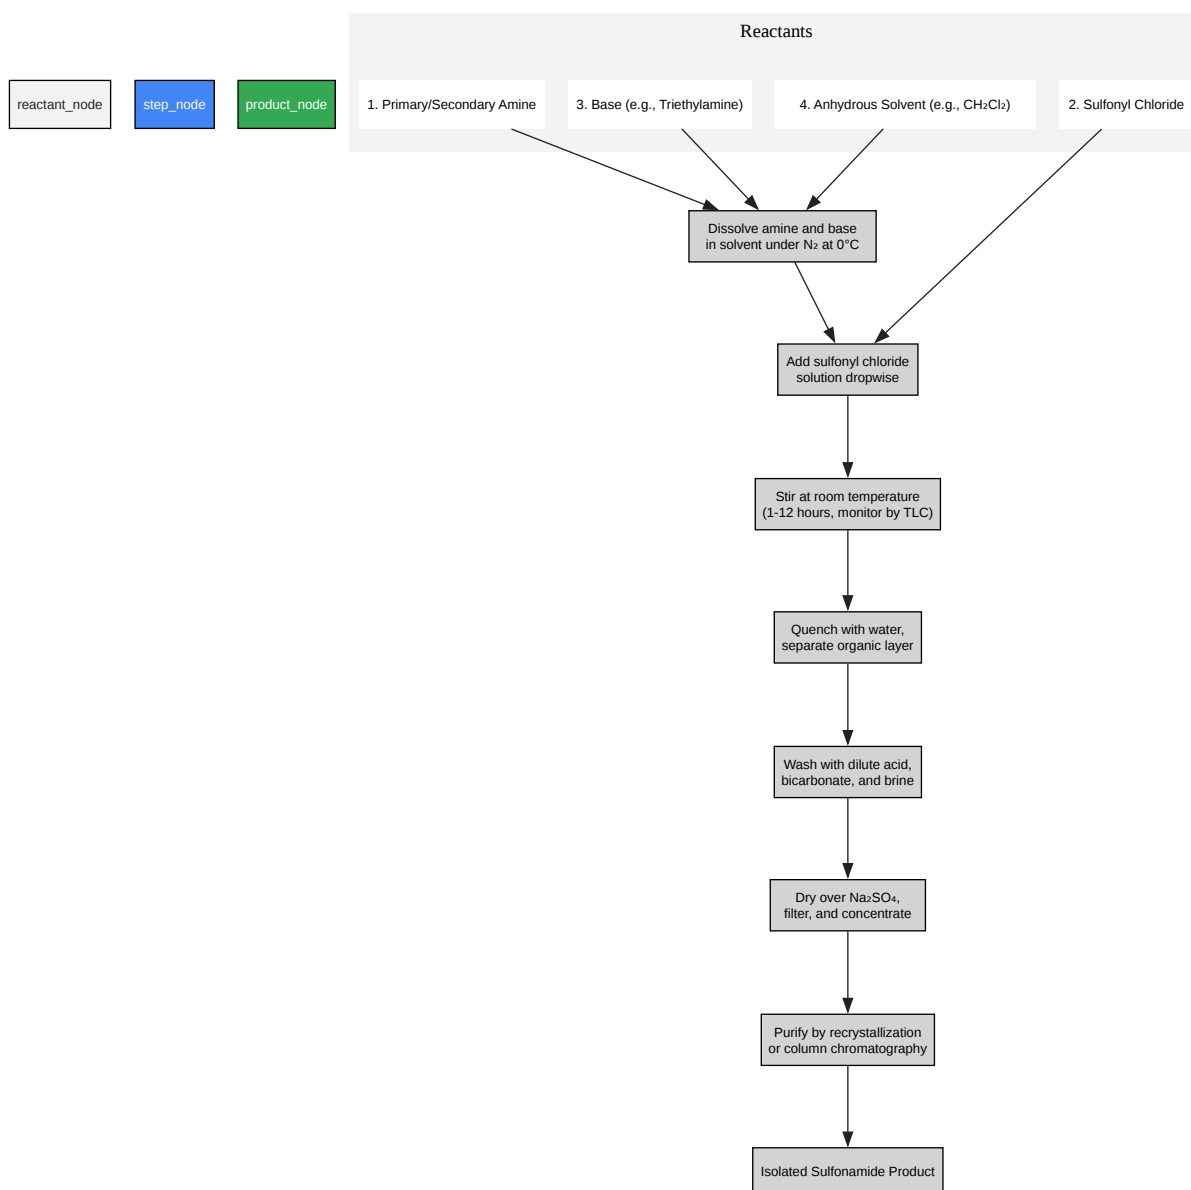 Reactants
reactant_node
step_node
product_node
1. Primary/Secondary Amine
3. Base (e.g., Triethylamine)
4. Anhydrous Solvent (e.g., CH₂Cl₂)
2. Sulfonyl Chloride
Dissolve amine and base
in solvent under N₂ at 0°C
Add sulfonyl chloride
solution dropwise
Stir at room temperature
(1-12 hours, monitor by TLC)
Quench with water,
separate organic layer
Wash with dilute acid,
bicarbonate, and brine
Dry over Na₂SO₄,
filter, and concentrate
Purify by recrystallization
or column chromatography
Isolated Sulfonamide Product